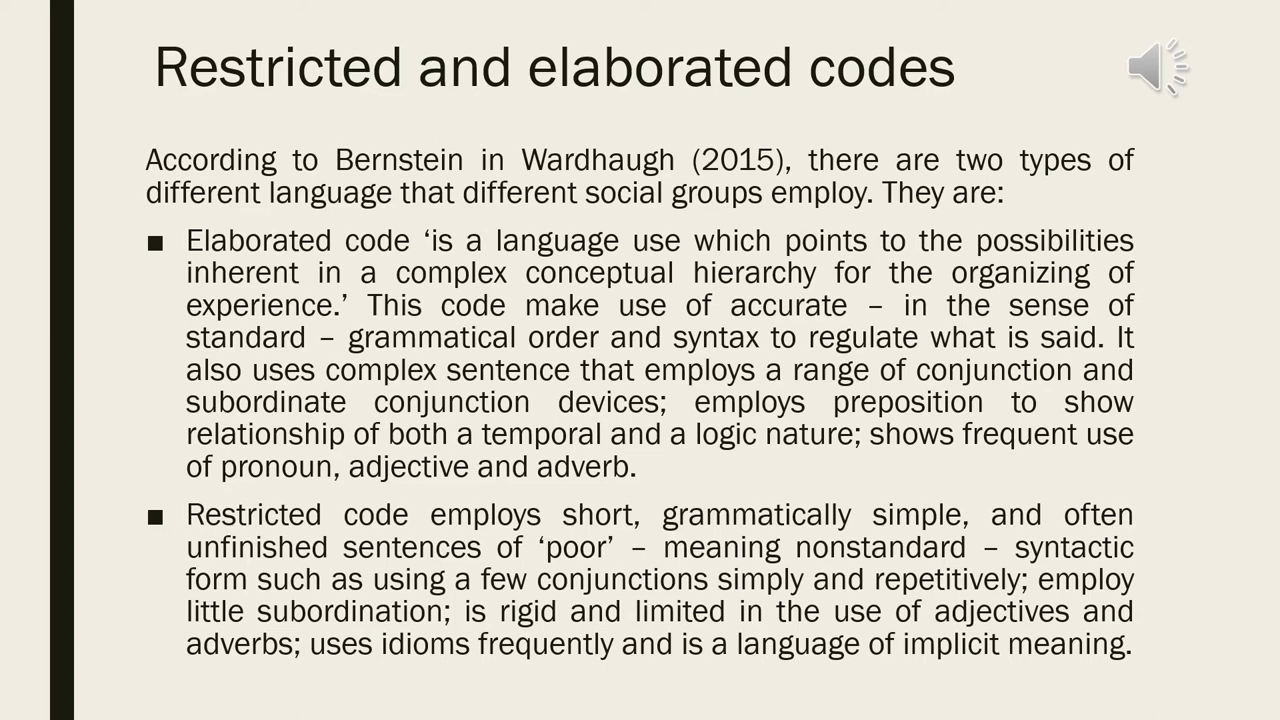 Restricted and elaborated codes
According to Bernstein in Wardhaugh (2015), there are two types of
different language that different social groups employ. They are:
■ Elaborated code ‘is a language use which points to the possibilities
inherent in a complex conceptual hierarchy for the organizing of
experience.’ This code make use of accurate – in the sense of
standard – grammatical order and syntax to regulate what is said. It
also uses complex sentence that employs a range of conjunction and
subordinate conjunction devices; employs preposition to show
relationship of both a temporal and a logic nature; shows frequent use
of pronoun, adjective and adverb.
■ Restricted code employs short, grammatically simple, and often
unfinished sentences of ‘poor’ – meaning nonstandard – syntactic
form such as using a few conjunctions simply and repetitively; employ
little subordination; is rigid and limited in the use of adjectives and
adverbs; uses idioms frequently and is a language of implicit meaning.